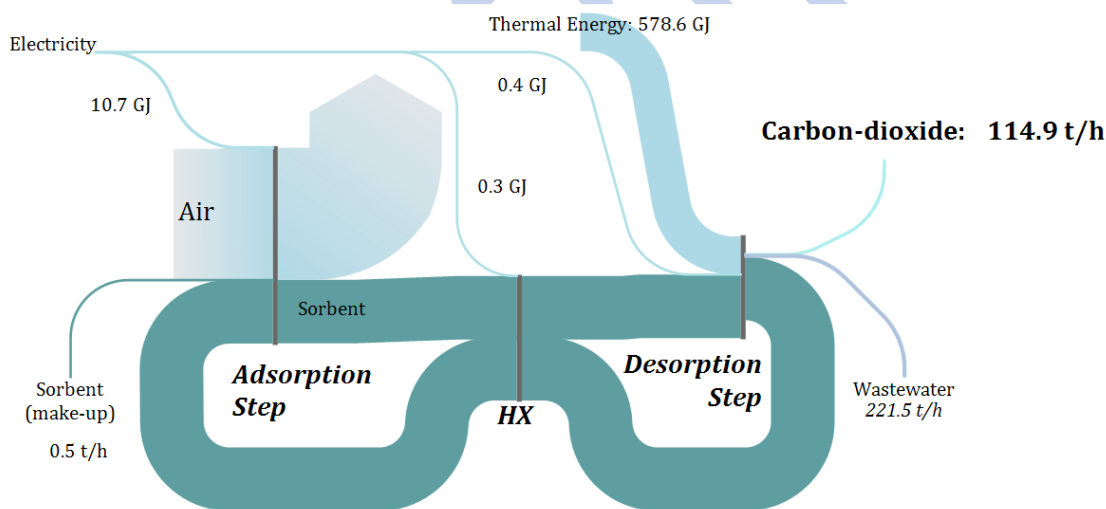 Thermal Energy: 578.6 GJ
Electricity
0.4 GJ
10.7 GJ
Carbon-dioxide: 114.9 t/h
0.3 GJ
Air
Sorbent
Adsorption
Step
Desorption
Step
HX
Sorbent
(make-up)
0.5 t/h
Wastewater
221.5 t/h